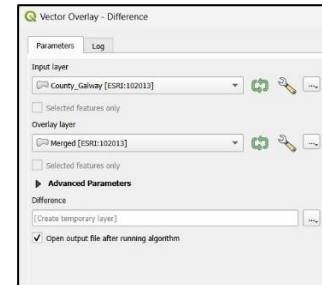 Vector Overlay - Difference
Parameters Log
Input layer
County_Galway [ESRI:102013]
Selected features only
Overlay layer
Merged [ESRI:102013]
Selected features only
Advanced Parameters
Difference
[Create temporary layer]
Open output file after running algorithm